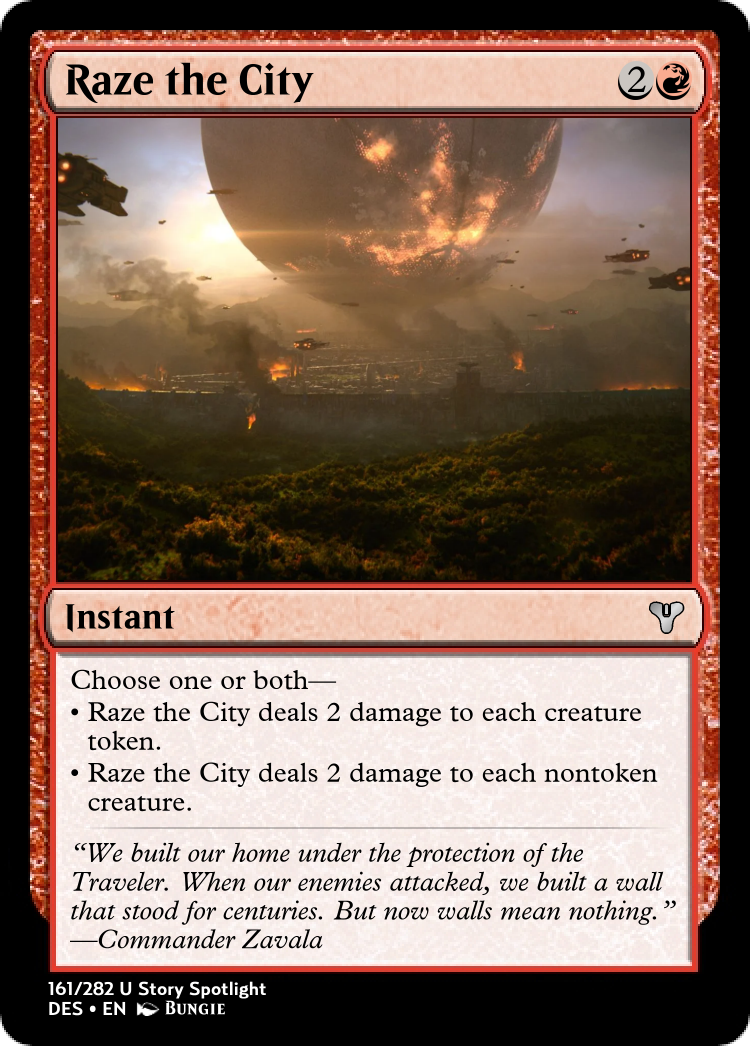 Raze the City 2
Instant
Choose one or both—
• Raze the City deals 2 damage to each creature
token.
• Raze the City deals 2 damage to each nontoken
creature.
“We built our home under the protection of the
Traveler. When our enemies attacked, we built a wall
that stood for centuries. But now walls mean nothing.”
—Commander Zavala
161/282 U Story Spotlight
DES • EN Bungie